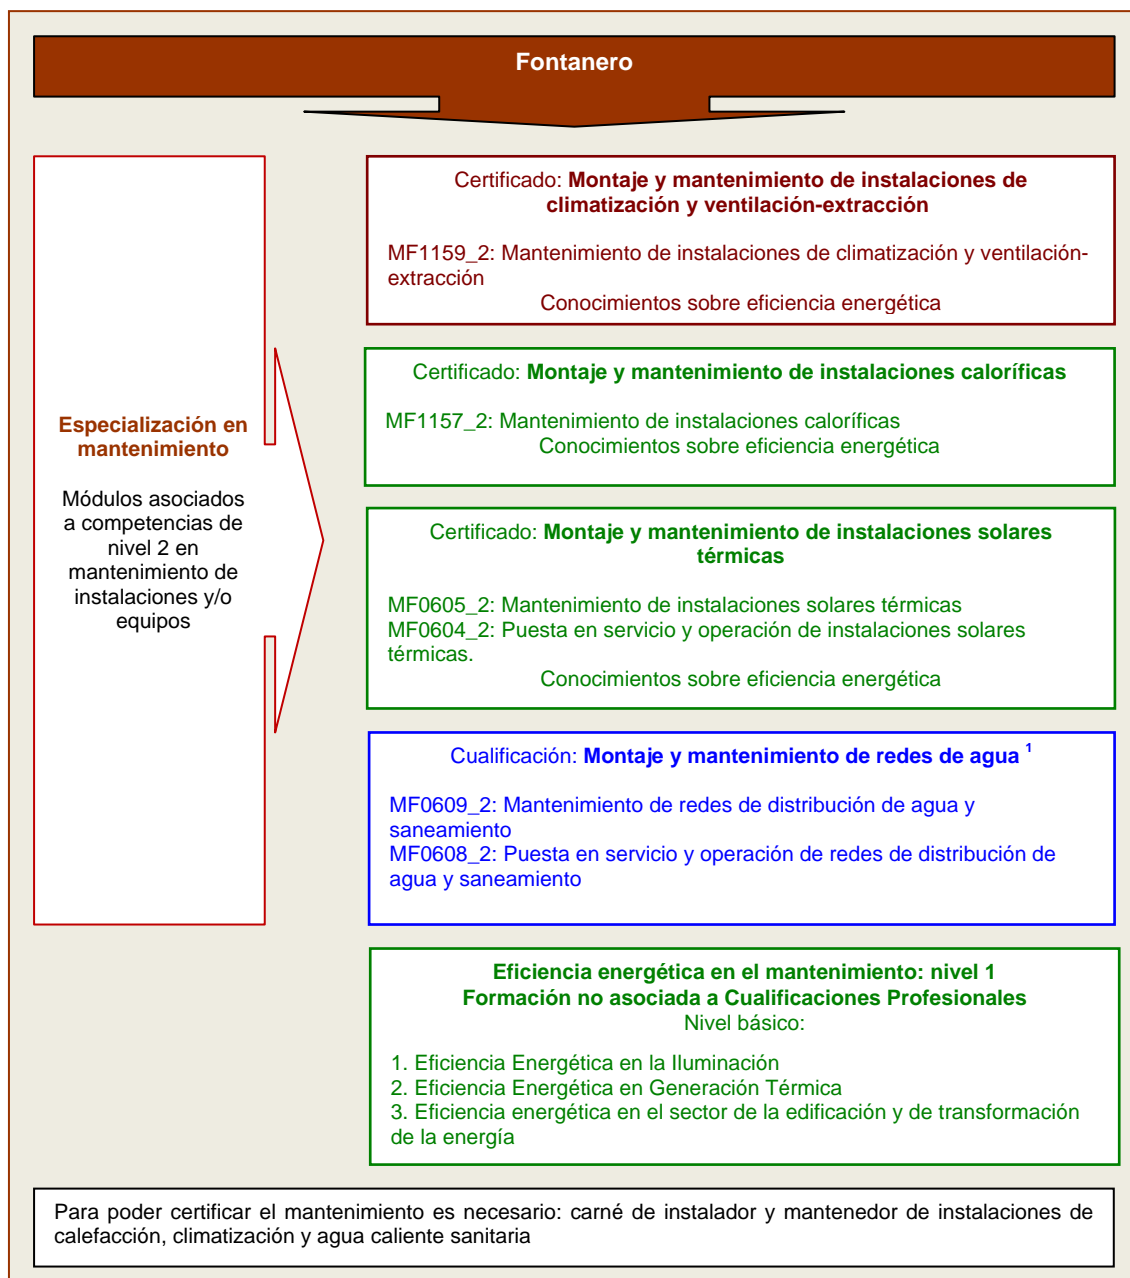 Fontanero
Especialización en
mantenimiento
Módulos asociados
a competencias de
nivel 2 en
mantenimiento de
instalaciones y/o
equipos
Certificado: Montaje y mantenimiento de instalaciones de
climatización y ventilación-extracción
MF1159_2: Mantenimiento de instalaciones de climatización y ventilación-
extracción
Conocimientos sobre eficiencia energética
Certificado: Montaje y mantenimiento de instalaciones caloríficas
MF1157_2: Mantenimiento de instalaciones caloríficas
Conocimientos sobre eficiencia energética
Certificado: Montaje y mantenimiento de instalaciones solares
térmicas
MF0605_2: Mantenimiento de instalaciones solares térmicas
MF0604_2: Puesta en servicio y operación de instalaciones solares
térmicas.
Conocimientos sobre eficiencia energética
Cualificación: Montaje y mantenimiento de redes de agua 1
MF0609_2: Mantenimiento de redes de distribución de agua y
saneamiento
MF0608_2: Puesta en servicio y operación de redes de distribución de
agua y saneamiento
Eficiencia energética en el mantenimiento: nivel 1
Formación no asociada a Cualificaciones Profesionales
Nivel básico:
1. Eficiencia Energética en la Iluminación
2. Eficiencia Energética en Generación Térmica
3. Eficiencia energética en el sector de la edificación y de transformación
de la energía
Para poder certificar el mantenimiento es necesario: carné de instalador y mantenedor de instalaciones de
calefacción, climatización y agua caliente sanitaria